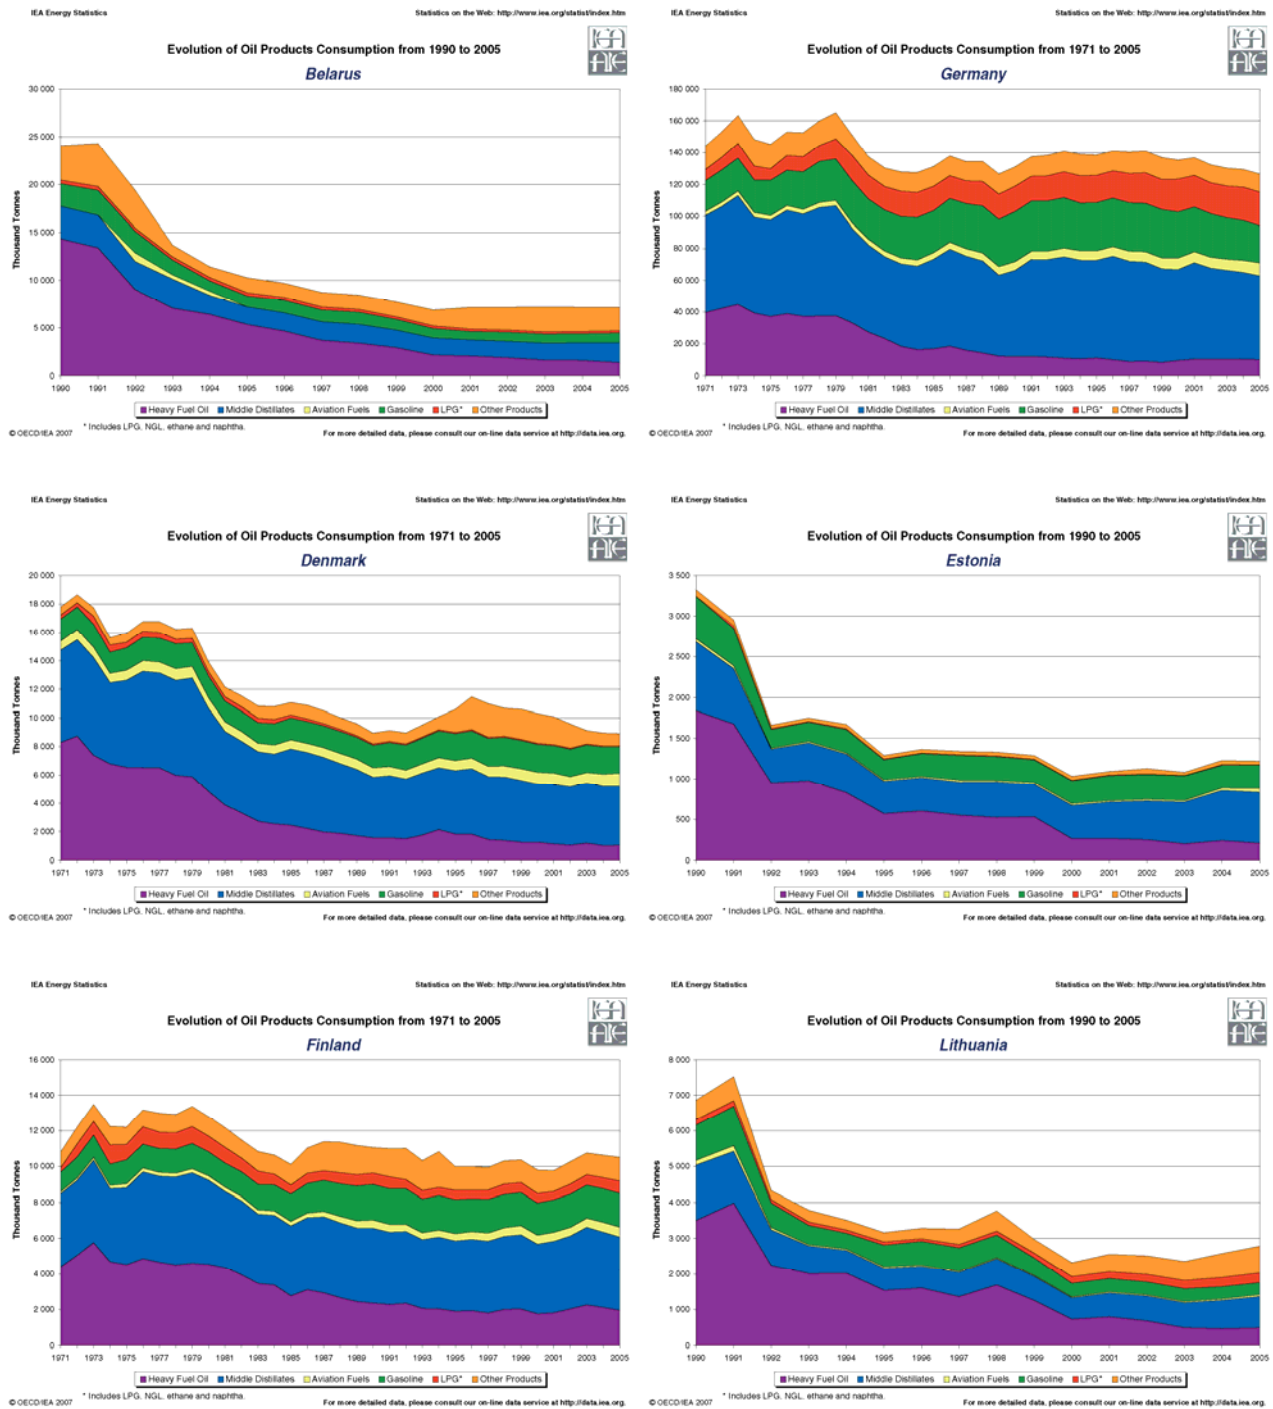 IEA Energy Statistics Statistics on the Web: http://www.iea.org/statist/index.htm
Evolution of Oil Products Consumption from 1990 to 2005
Belarus
Thousand Tonnes
30 000
25 000
20 000
15 000
10 000
5 000
0
1990 1991 1992 1993 1994 1995 1996 1997 1998 1999 2000 2001 2002 2003 2004 2005
Heavy Fuel Oil Middle Distillates Aviation Fuels Gasoline LPG* Other Products
* Includes LPG, NGL, ethane and naphtha.
© OECD/IEA 2007 For more detailed data, please consult our on-line data service at http://data.iea.org.
IEA Energy Statistics Statistics on the Web: http://www.iea.org/statist/index.htm
Evolution of Oil Products Consumption from 1971 to 2005
Germany
Thousand Tonnes
180 000
160 000
140 000
120 000
100 000
80 000
60 000
40 000
20 000
0
1971 1973 1975 1977 1979 1981 1983 1985 1987 1989 1991 1993 1995 1997 1999 2001 2003 2005
Heavy Fuel Oil Middle Distillates Aviation Fuels Gasoline LPG* Other Products
* Includes LPG, NGL, ethane and naphtha.
© OECD/IEA 2007 For more detailed data, please consult our on-line data service at http://data.iea.org.
IEA Energy Statistics Statistics on the Web: http://www.iea.org/statist/index.htm
Evolution of Oil Products Consumption from 1971 to 2005
Denmark
Thousand Tonnes
20 000
18 000
16 000
14 000
12 000
10 000
8 000
6 000
4 000
2 000
0
1971 1973 1975 1977 1979 1981 1983 1985 1987 1989 1991 1993 1995 1997 1999 2001 2003 2005
Heavy Fuel Oil Middle Distillates Aviation Fuels Gasoline LPG* Other Products
* Includes LPG, NGL, ethane and naphtha.
© OECD/IEA 2007 For more detailed data, please consult our on-line data service at http://data.iea.org.
IEA Energy Statistics Statistics on the Web: http://www.iea.org/statist/index.htm
Evolution of Oil Products Consumption from 1990 to 2005
Estonia
Thousand Tonnes
3 500
3 000
2 500
2 000
1 500
1 000
500
0
1990 1991 1992 1993 1994 1995 1996 1997 1998 1999 2000 2001 2002 2003 2004 2005
Heavy Fuel Oil Middle Distillates Aviation Fuels Gasoline LPG* Other Products
* Includes LPG, NGL, ethane and naphtha.
© OECD/IEA 2007 For more detailed data, please consult our on-line data service at http://data.iea.org.
IEA Energy Statistics Statistics on the Web: http://www.iea.org/statist/index.htm
Evolution of Oil Products Consumption from 1971 to 2005
Finland
Thousand Tonnes
16 000
14 000
12 000
10 000
8 000
6 000
4 000
2 000
0
1971 1973 1975 1977 1979 1981 1983 1985 1987 1989 1991 1993 1995 1997 1999 2001 2003 2005
Heavy Fuel Oil Middle Distillates Aviation Fuels Gasoline LPG* Other Products
* Includes LPG, NGL, ethane and naphtha.
© OECD/IEA 2007 For more detailed data, please consult our on-line data service at http://data.iea.org.
IEA Energy Statistics Statistics on the Web: http://www.iea.org/statist/index.htm
Evolution of Oil Products Consumption from 1990 to 2005
Lithuania
Thousand Tonnes
8 000
7 000
6 000
5 000
4 000
3 000
2 000
1 000
0
1990 1991 1992 1993 1994 1995 1996 1997 1998 1999 2000 2001 2002 2003 2004 2005
Heavy Fuel Oil Middle Distillates Aviation Fuels Gasoline LPG* Other Products
* Includes LPG, NGL, ethane and naphtha.
© OECD/IEA 2007 For more detailed data, please consult our on-line data service at http://data.iea.org.